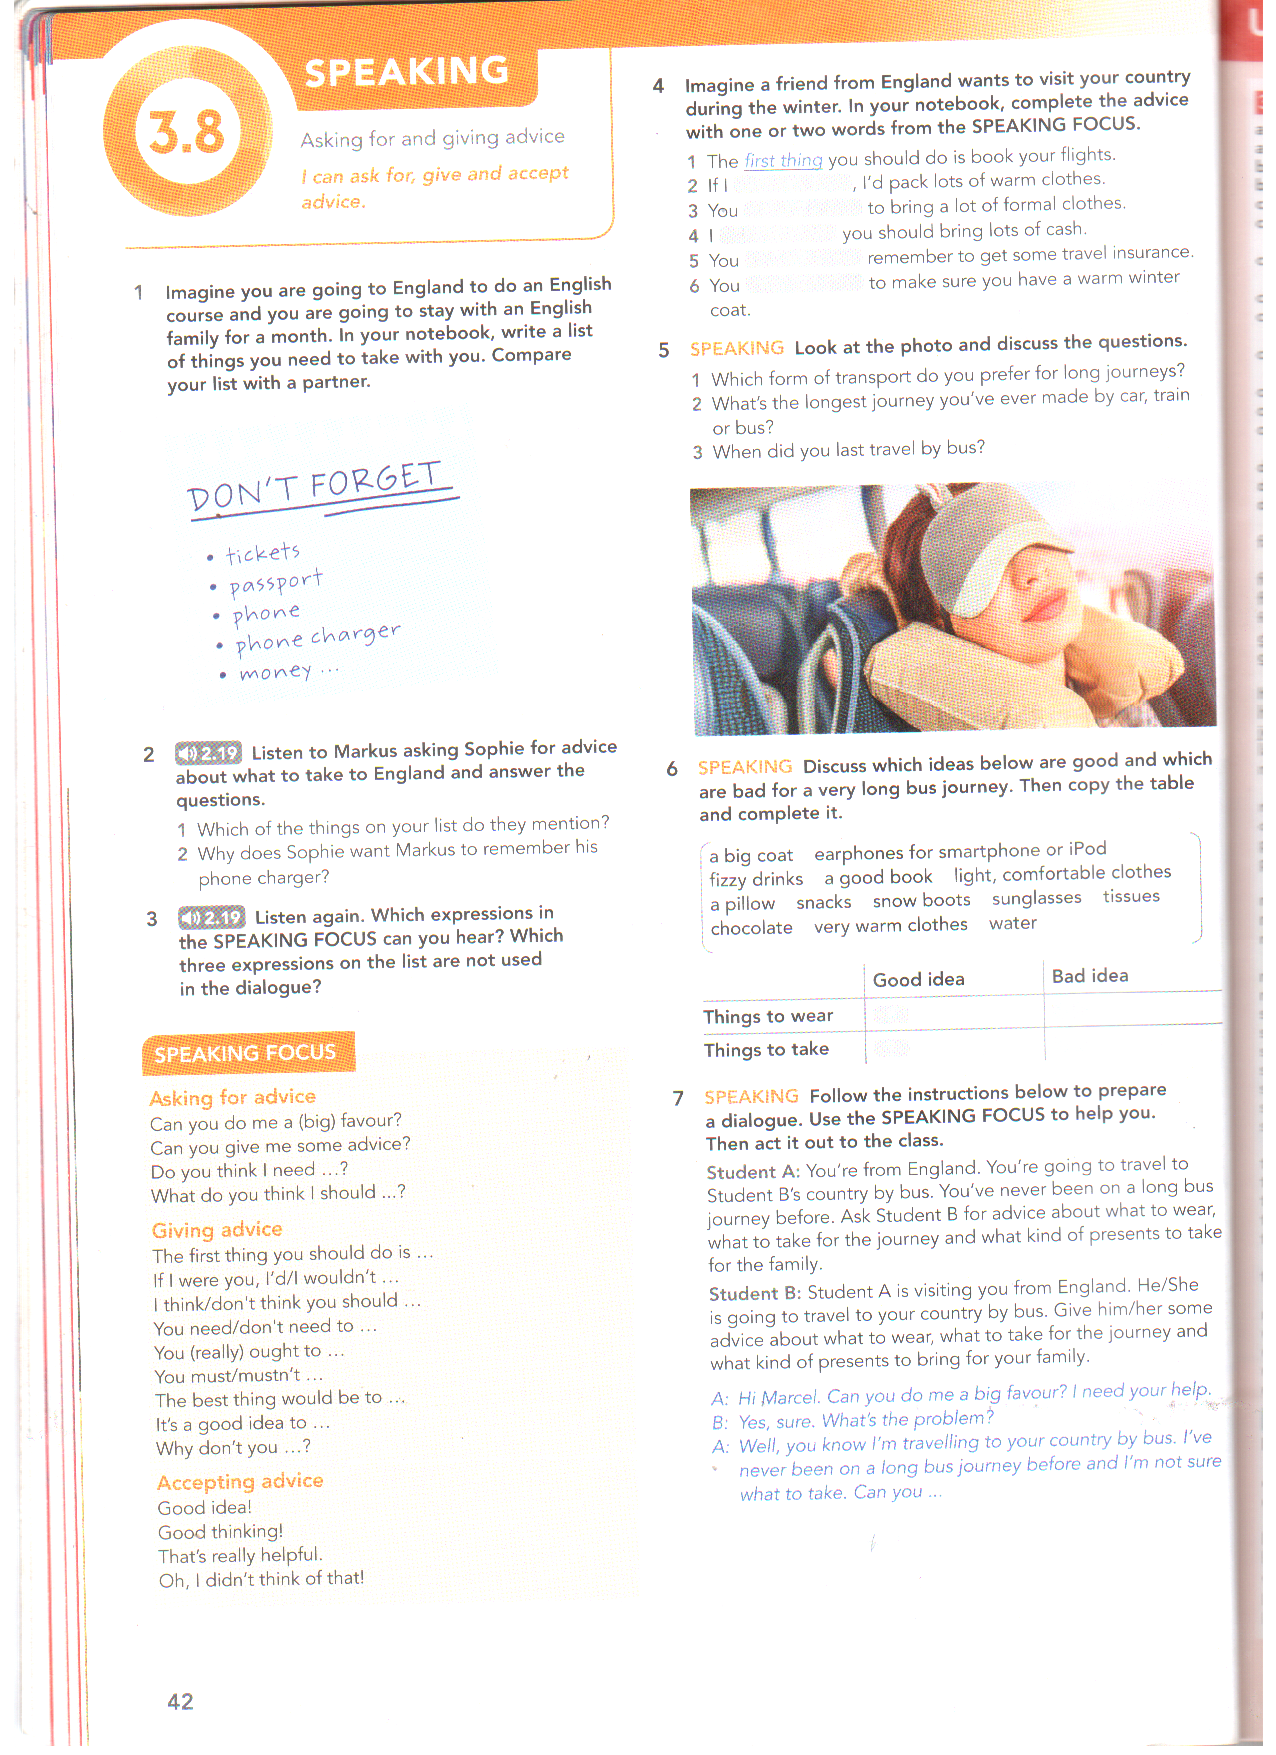 3.8
SPEAKING
Asking for and giving advice
I can ask for, give and accept
advice.
1 Imagine you are going to England to do an English
course and you are going to stay with an English
family for a month. In your notebook, write a list
of things you need to take with you. Compare
your list with a partner.
DON'T FORGET
• tickets
• passport
• phone
• phone charger
• money ...
2 2.19 Listen to Markus asking Sophie for advice
about what to take to England and answer the
questions.
1 Which of the things on your list do they mention?
2 Why does Sophie want Markus to remember his
phone charger?
3 2.19 Listen again. Which expressions in
the SPEAKING FOCUS can you hear? Which
three expressions on the list are not used
in the dialogue?
SPEAKING FOCUS
Asking for advice
Can you do me a (big) favour?
Can you give me some advice?
Do you think I need ...?
What do you think I should ...?
Giving advice
The first thing you should do is ...
If I were you, I'd/I wouldn't ...
I think/don't think you should ...
You need/don't need to ...
You (really) ought to ...
You must/mustn't ...
The best thing would be to ...
It's a good idea to ...
Why don't you ...?
Accepting advice
Good idea!
Good thinking!
That's really helpful.
Oh, I didn't think of that!
42
4 Imagine a friend from England wants to visit your country
during the winter. In your notebook, complete the advice
with one or two words from the SPEAKING FOCUS.
1 The first thing you should do is book your flights.
2 If I , I'd pack lots of warm clothes.
3 You to bring a lot of formal clothes.
4 I you should bring lots of cash.
5 You remember to get some travel insurance.
6 You to make sure you have a warm winter
coat.
5 SPEAKING Look at the photo and discuss the questions.
1 Which form of transport do you prefer for long journeys?
2 What's the longest journey you've ever made by car, train
or bus?
3 When did you last travel by bus?
6 SPEAKING Discuss which ideas below are good and which
are bad for a very long bus journey. Then copy the table
and complete it.
a big coat earphones for smartphone or iPod
fizzy drinks a good book light, comfortable clothes
a pillow snacks snow boots sunglasses tissues
chocolate very warm clothes water
Good idea Bad idea
Things to wear
Things to take
7 SPEAKING Follow the instructions below to prepare
a dialogue. Use the SPEAKING FOCUS to help you.
Then act it out to the class.
Student A: You're from England. You're going to travel to
Student B's country by bus. You've never been on a long bus
journey before. Ask Student B for advice about what to wear,
what to take for the journey and what kind of presents to take
for the family.
Student B: Student A is visiting you from England. He/She
is going to travel to your country by bus. Give him/her some
advice about what to wear, what to take for the journey and
what kind of presents to bring for your family.
A: Hi Marcel. Can you do me a big favour? I need your help.
B: Yes, sure. What's the problem?
A: Well, you know I'm travelling to your country by bus. I've
never been on a long bus journey before and I'm not sure
what to take. Can you ...